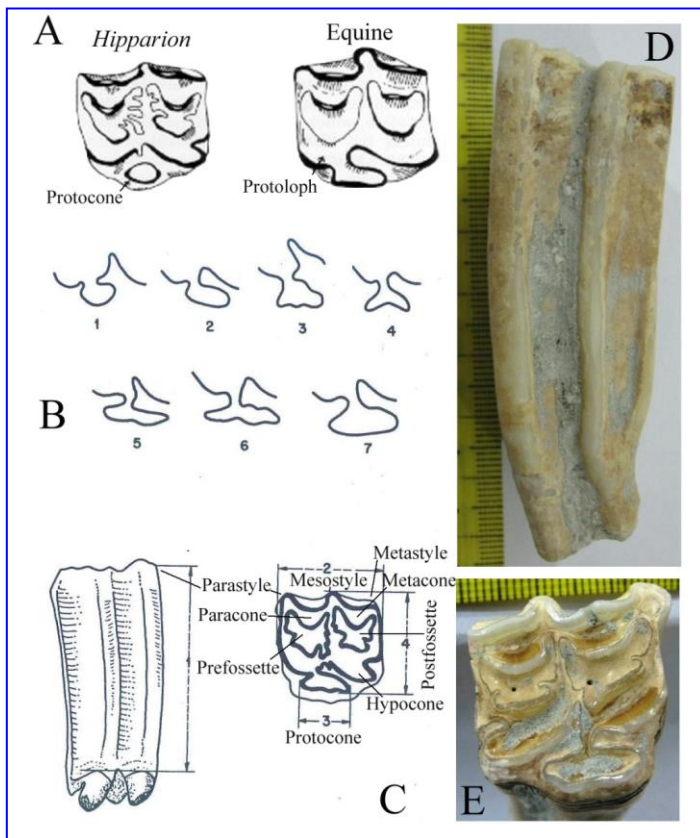 A
Hipparion
Equine
Protocone
Protoloph
D
1
2
3
4
B
5
6
7
2
Metastyle
Parastyle
Mesostyle
Metacone
Paracone
4
Postfossette
Prefossette
Hypocone
3
Protocone
C
E